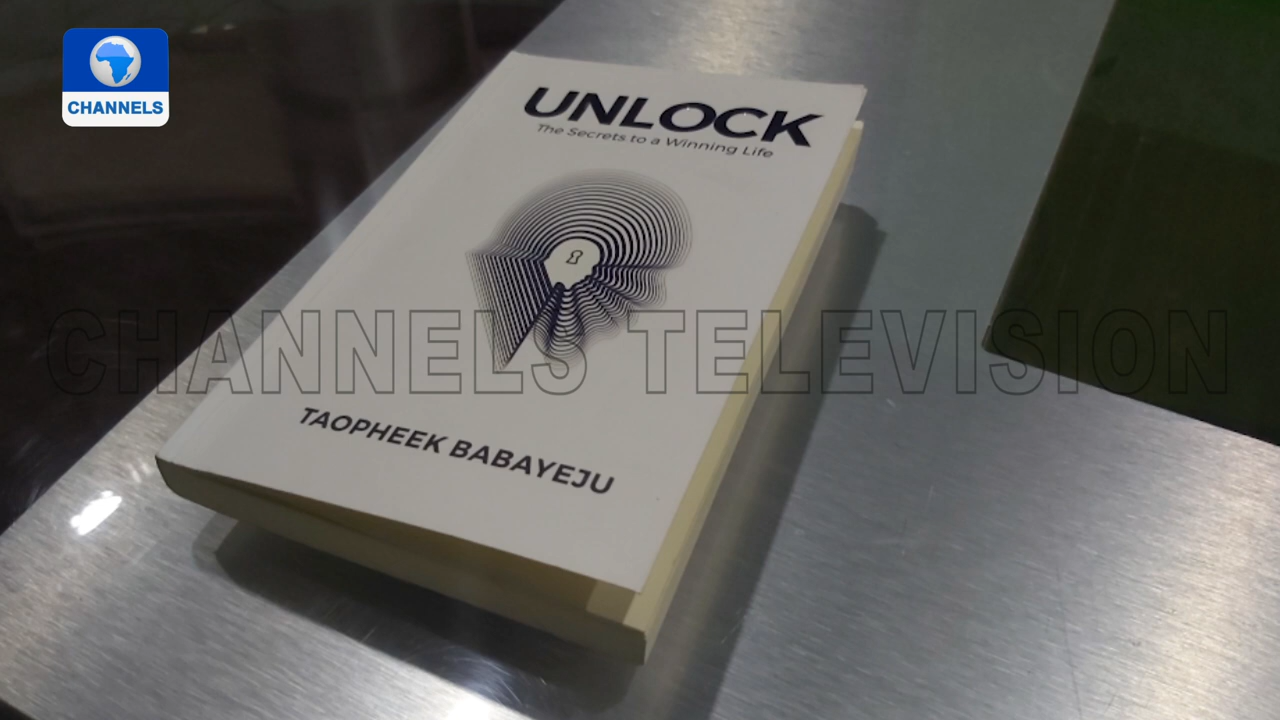 CHANNELS
UNLOCK
The Secrets to a Winning Life
CHANNELS TELEVISION
TAOPHEEK BABAYEJU